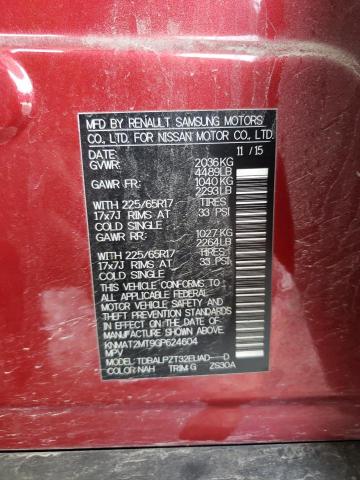 MFD BY RENAULT SAMSUNG MOTORS
CO., LTD. FOR NISSAN MOTOR CO., LTD.
DATE: 11 / 15
GVWR: 2036KG
4489LB
GAWR FR: 1040 KG
2293LB
WITH 225/65R17 TIRES
17x7J RIMS AT 33 PSI
COLD SINGLE
GAWR RR: 1027 KG
2264LB
WITH 225/65R17 TIRES
17x7J RIMS AT 33 PSI
COLD SINGLE
THIS VEHICLE CONFORMS TO ALL
APPLICABLE FEDERAL MOTOR
VEHICLE SAFETY AND
THEFT PREVENTION STANDARDS
IN EFFECT ON THE DATE OF
MANUFACTURE SHOWN ABOVE.
KNMAT2MT9GP624604
MPV
MODEL: TDBALPZT32EUAD---D
COLOR:NAH TRIM:G ZS30A